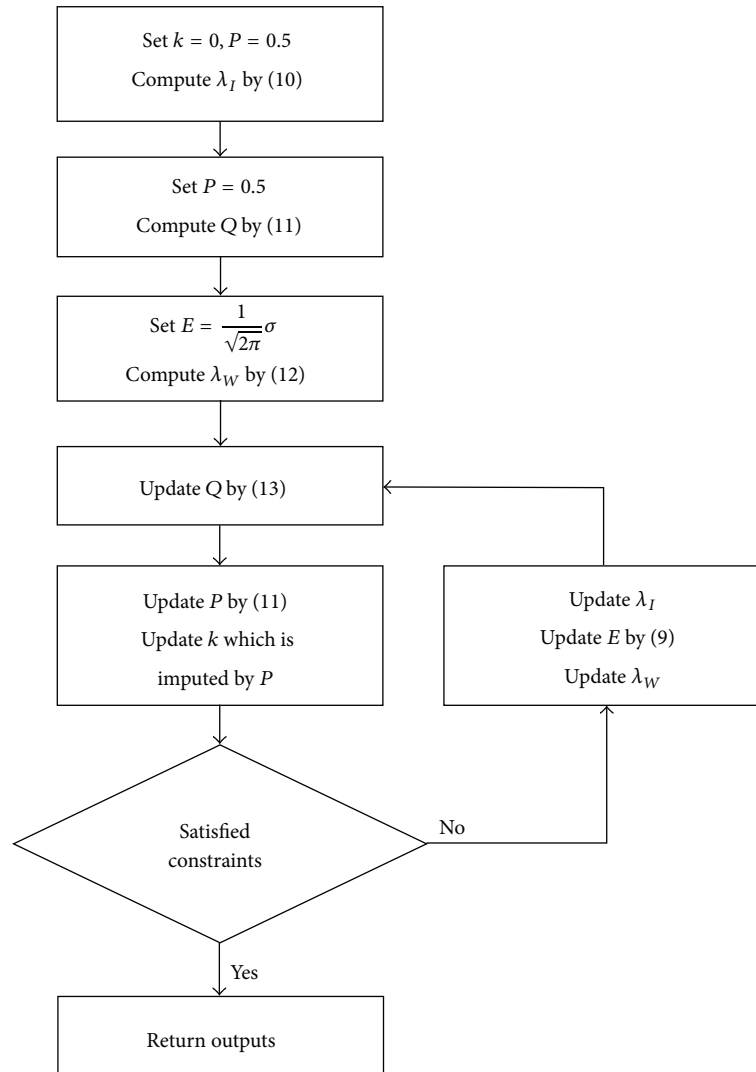 Set k = 0, P = 0.5
Compute λ_I by (10)
Set P = 0.5
Compute Q by (11)
Set E = \frac{1}{\sqrt{2π}}σ
Compute λ_W by (12)
Update Q by (13)
Update P by (11)
Update k which is
imputed by P
Update λ_I
Update E by (9)
Update λ_W
Satisfied
constraints
No
Yes
Return outputs